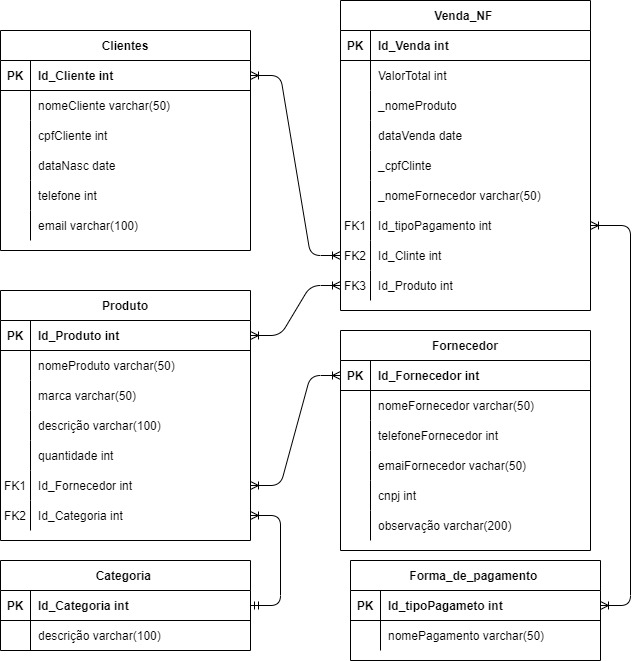 Clientes
PK Id_Cliente int
nomeCliente varchar(50)
cpfCliente int
dataNasc date
telefone int
email varchar(100)
Venda_NF
PK Id_Venda int
ValorTotal int
_nomeProduto
dataVenda date
_cpfClinte
_nomeFornecedor varchar(50)
FK1 Id_tipoPagamento int
FK2 Id_Clinte int
FK3 Id_Produto int
Produto
PK Id_Produto int
nomeProduto varchar(50)
marca varchar(50)
descrição varchar(100)
quantidade int
FK1 Id_Fornecedor int
FK2 Id_Categoria int
Fornecedor
PK Id_Fornecedor int
nomeFornecedor varchar(50)
telefoneFornecedor int
emaiFornecedor vachar(50)
cnpj int
observação varchar(200)
Categoria
PK Id_Categoria int
descrição varchar(100)
Forma_de_pagamento
PK Id_tipoPagameto int
nomePagamento varchar(50)